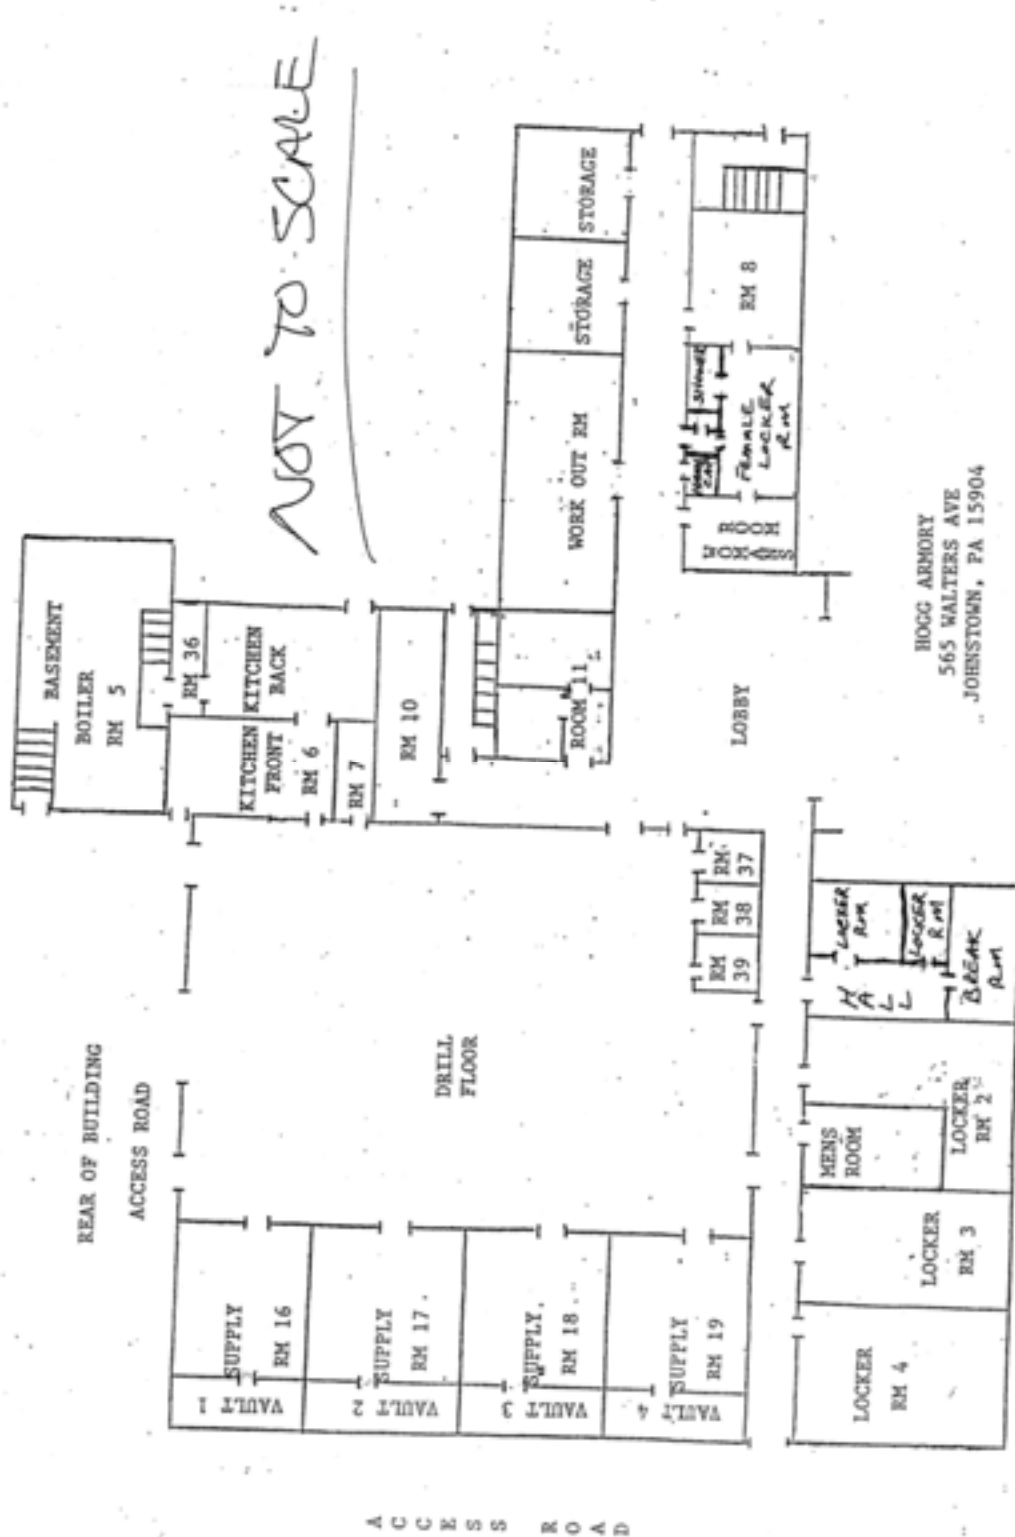 NOT TO SCALE
REAR OF BUILDING
ACCESS ROAD
BASEMENT
BOILER
RM 5
RM 36
KITCHEN
BACK
KITCHEN
FRONT
RM 6
RM 7
RM 10
ROOM 11
WORK OUT RM
STORAGE
STORAGE
RM 8
SHOWER
FEMALE
LOCKER
RM
ROOM
LOBBY
DRILL
FLOOR
RM
37
RM
38
RM
39
LOCKER
RM
LOCKER
RM
HALL
BREAK
RM
LOCKER
RM 2
MENS
ROOM
LOCKER
RM 3
LOCKER
RM 4
SUPPLY
RM 16
SUPPLY
RM 17
SUPPLY
RM 18
SUPPLY
RM 19
VAULT 1
VAULT 2
VAULT 3
VAULT 4
ACCESS ROAD
HOGG ARMORY
565 WALTERS AVE
JOHNSTOWN, PA 15904